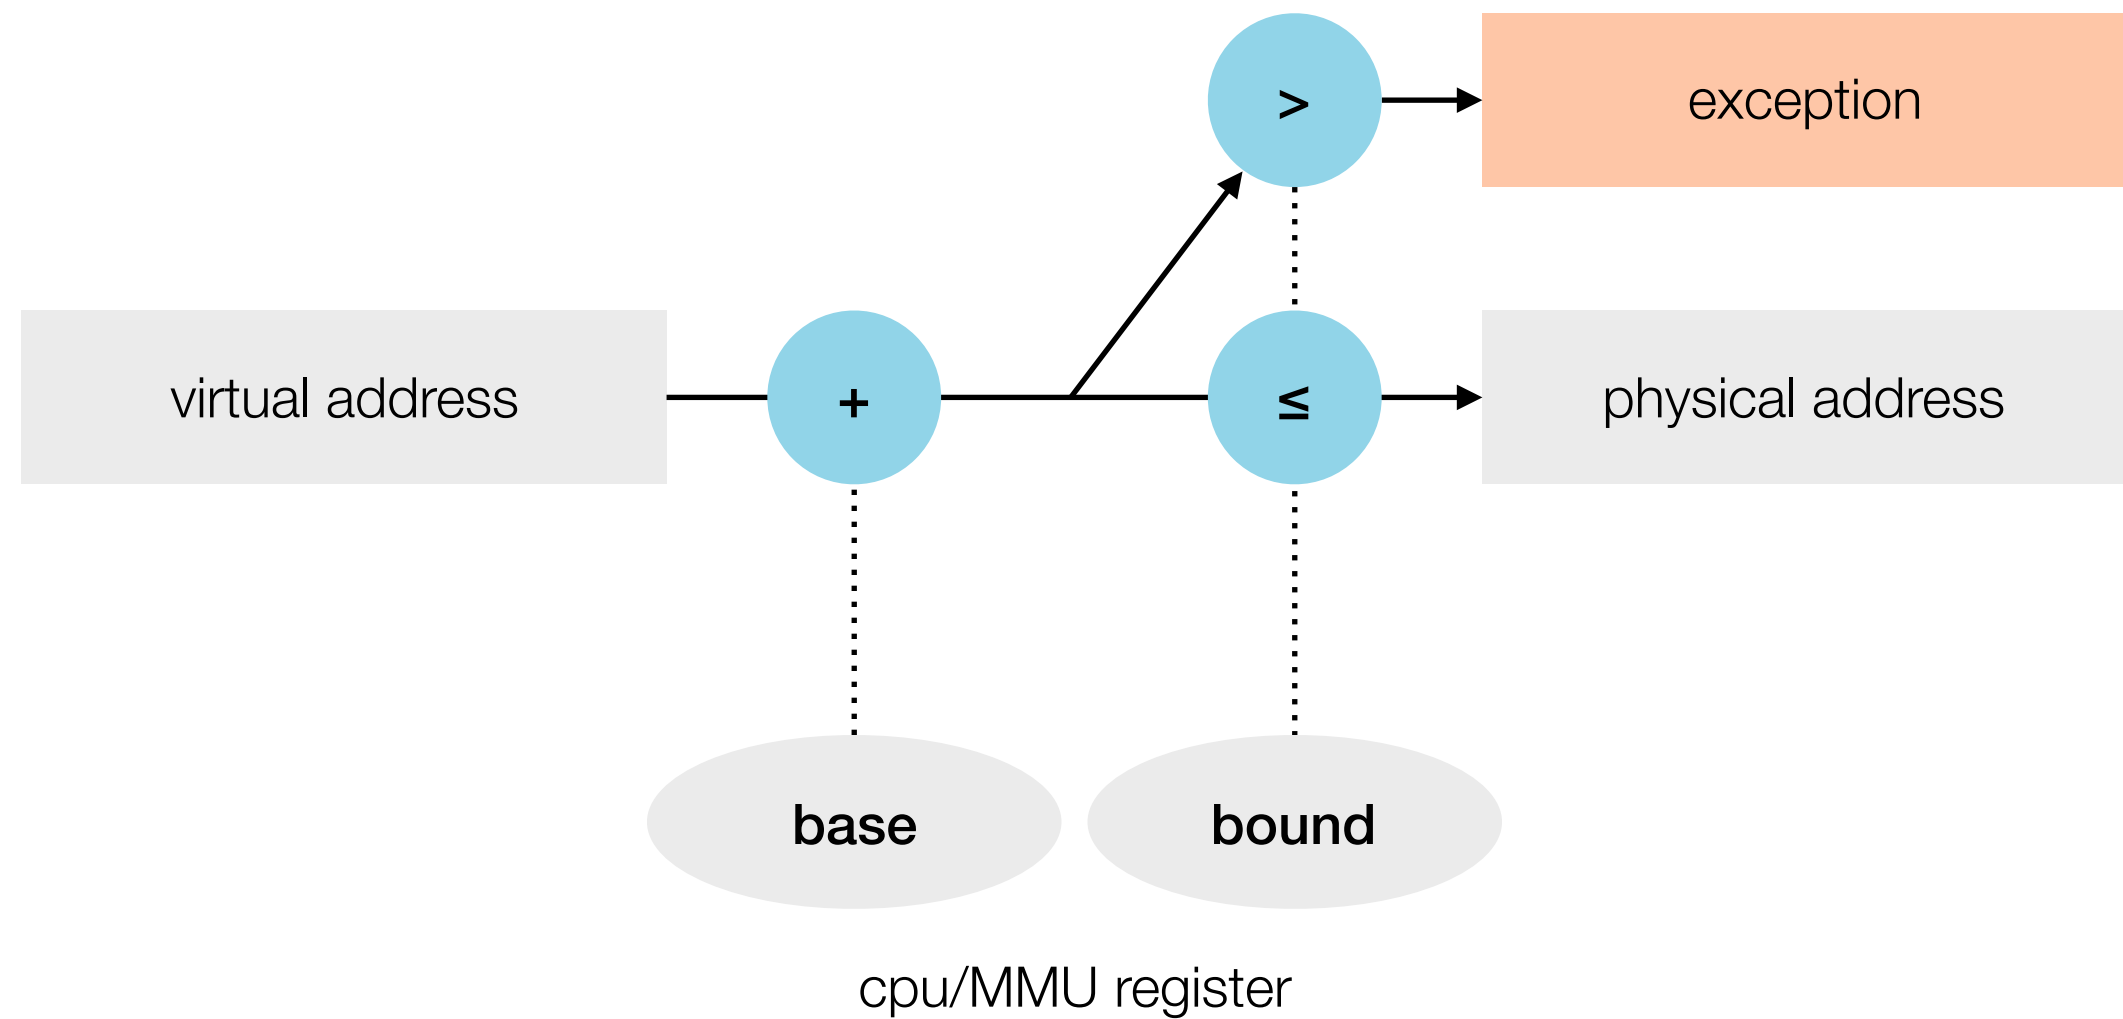 >
exception
virtual address
+
≤
physical address
base
bound
cpu/MMU register